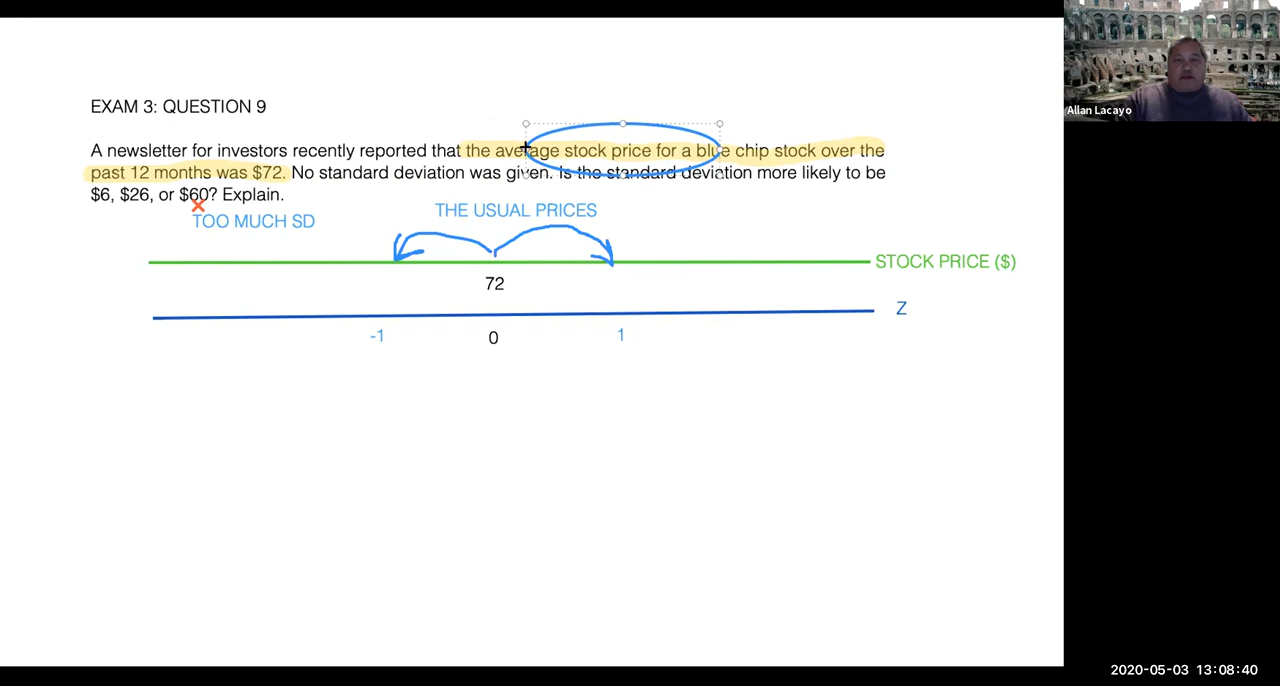 EXAM 3: QUESTION 9
A newsletter for investors recently reported that the average stock price for a blue chip stock over the
past 12 months was $72. No standard deviation was given. Is the standard deviation more likely to be
$6, $26, or $60? Explain.
TOO MUCH SD
THE USUAL PRICES
STOCK PRICE ($)
72
Z
-1
0
1
Allan Lacayo
2020-05-03 13:08:40